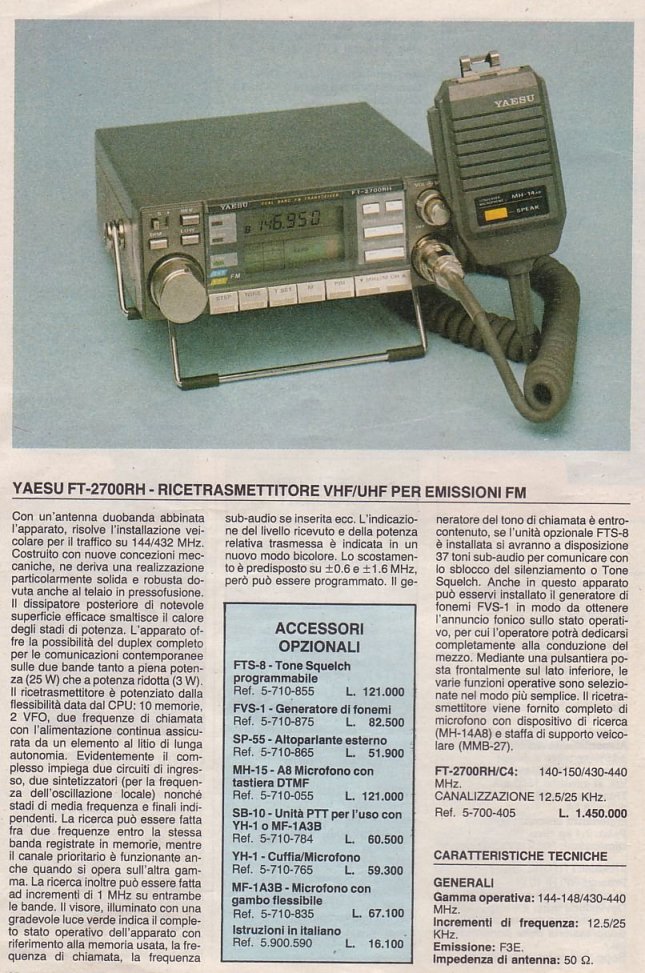 YAESU
DUAL BAND FM TRANSCEIVER
FT-2700RH
B 146.950
FM
REV
LOW
STEP
TONE
T SET
M
VOL
YAESU
MH-14A8
SPEAK
YAESU FT-2700RH - RICETRASMETTITORE VHF/UHF PER EMISSIONI FM
Con un'antenna duobanda abbinata
l'apparato, risolve l'installazione vei-
colare per il traffico su 144/432 MHz.
Costruito con nuove concezioni mec-
caniche, ne deriva una realizzazione
particolarmente solida e robusta do-
vuta anche al telaio in pressofusione.
Il dissipatore posteriore di notevole
superficie efficace smaltisce il calore
degli stadi di potenza. L'apparato of-
fre la possibilità del duplex completo
per le comunicazioni contemporanee
sulle due bande tanto a piena poten-
za (25 W) che a potenza ridotta (3 W).
Il ricetrasmettitore è potenziato dalla
flessibilità data dal CPU: 10 memorie,
2 VFO, due frequenze di chiamata
con l'alimentazione continua assicu-
rata da un elemento al litio di lunga
autonomia. Evidentemente il com-
plesso impiega due circuiti di ingres-
so, due sintetizzatori (per la frequen-
za dell'oscillazione locale) nonché
stadi di media frequenza e finali indi-
pendenti. La ricerca può essere fatta
fra due frequenze entro la stessa
banda registrate in memorie, mentre
il canale prioritario è funzionante an-
che quando si opera sull'altra gam-
ma. La ricerca inoltre può essere fatta
ad incrementi di 1 MHz su entrambe
le bande. Il visore, illuminato con una
gradevole luce verde indica il comple-
to stato operativo dell'apparato con
riferimento alla memoria usata, la fre-
quenza di chiamata, la frequenza
sub-audio se inserita ecc. L'indicazio-
ne del livello ricevuto e della potenza
relativa trasmessa è indicata in un
nuovo modo bicolore. Lo scostamen-
to è predisposto su ±0.6 e ±1.6 MHz,
però può essere programmato. Il ge-
ACCESSORI
OPZIONALI
FTS-8 - Tone Squelch
programmabile
Ref. 5-710-855 L. 121.000
FVS-1 - Generatore di fonemi
Ref. 5-710-875 L. 82.500
SP-55 - Altoparlante esterno
Ref. 5-710-865 L. 51.900
MH-15 - A8 Microfono con
tastiera DTMF
Ref. 5-710-055 L. 121.000
SB-10 - Unità PTT per l'uso con
YH-1 o MF-1A3B
Ref. 5-710-784 L. 60.500
YH-1 - Cuffia/Microfono
Ref. 5-710-765 L. 59.300
MF-1A3B - Microfono con
gambo flessibile
Ref. 5-710-835 L. 67.100
Istruzioni in italiano
Ref. 5.900.590 L. 16.100
neratore del tono di chiamata è entro-
contenuto, se l'unità opzionale FTS-8
è installata si avranno a disposizione
37 toni sub-audio per comunicare con
lo sblocco del silenziamento o Tone
Squelch. Anche in questo apparato
può esservi installato il generatore di
fonemi FVS-1 in modo da ottenere
l'annuncio fonico sullo stato operati-
vo, per cui l'operatore potrà dedicarsi
completamente alla conduzione del
mezzo. Mediante una pulsantiera po-
sta frontalmente sul lato inferiore, le
varie funzioni operative sono selezio-
nate nel modo più semplice. Il ricetra-
smettitore viene fornito completo di
microfono con dispositivo di ricerca
(MH-14A8) e staffa di supporto veico-
lare (MMB-27).
FT-2700RH/C4: 140-150/430-440
MHz.
CANALIZZAZIONE 12.5/25 KHz.
Ref. 5-700-405 L. 1.450.000
CARATTERISTICHE TECNICHE
GENERALI
Gamma operativa: 144-148/430-440
MHz.
Incrementi di frequenza: 12.5/25
KHz.
Emissione: F3E.
Impedenza di antenna: 50 Ω.